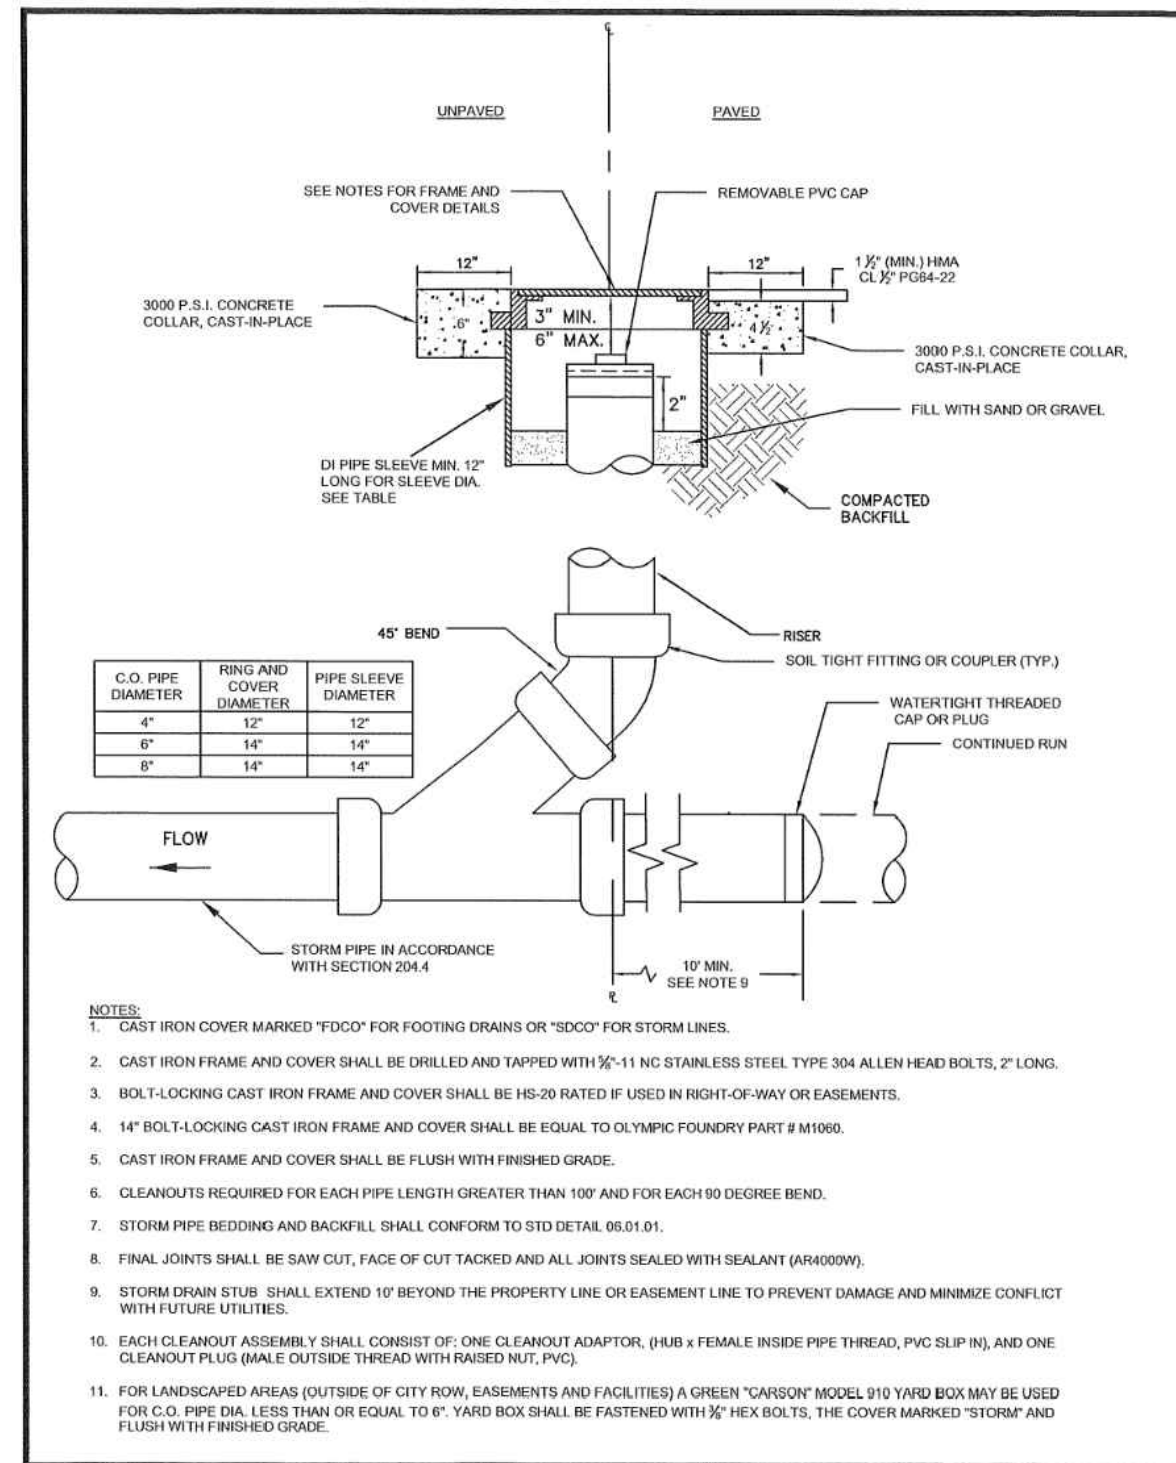 ℄
UNPAVED
PAVED
SEE NOTES FOR FRAME AND
COVER DETAILS
REMOVABLE PVC CAP
12"
12"
1 ½" (MIN.) HMA
CL ½" PG64-22
3000 P.S.I. CONCRETE
COLLAR, CAST-IN-PLACE
6"
3" MIN.
6" MAX.
4 ½"
3000 P.S.I. CONCRETE COLLAR,
CAST-IN-PLACE
2"
FILL WITH SAND OR GRAVEL
DI PIPE SLEEVE MIN. 12"
LONG FOR SLEEVE DIA.
SEE TABLE
COMPACTED
BACKFILL
45° BEND
RISER
SOIL TIGHT FITTING OR COUPLER (TYP.)
C.O. PIPE
DIAMETER
RING AND
COVER
DIAMETER
PIPE SLEEVE
DIAMETER
4" 12" 12"
6" 14" 14"
8" 14" 14"
WATERTIGHT THREADED
CAP OR PLUG
CONTINUED RUN
FLOW
STORM PIPE IN ACCORDANCE
WITH SECTION 204.4
10' MIN.
SEE NOTE 9
NOTES:
1. CAST IRON COVER MARKED "FDCO" FOR FOOTING DRAINS OR "SDCO" FOR STORM LINES.
2. CAST IRON FRAME AND COVER SHALL BE DRILLED AND TAPPED WITH ⅝"-11 NC STAINLESS STEEL TYPE 304 ALLEN HEAD BOLTS, 2" LONG.
3. BOLT-LOCKING CAST IRON FRAME AND COVER SHALL BE HS-20 RATED IF USED IN RIGHT-OF-WAY OR EASEMENTS.
4. 14" BOLT-LOCKING CAST IRON FRAME AND COVER SHALL BE EQUAL TO OLYMPIC FOUNDRY PART # M1060.
5. CAST IRON FRAME AND COVER SHALL BE FLUSH WITH FINISHED GRADE.
6. CLEANOUTS REQUIRED FOR EACH PIPE LENGTH GREATER THAN 100' AND FOR EACH 90 DEGREE BEND.
7. STORM PIPE BEDDING AND BACKFILL SHALL CONFORM TO STD DETAIL 06.01.01.
8. FINAL JOINTS SHALL BE SAW CUT, FACE OF CUT TACKED AND ALL JOINTS SEALED WITH SEALANT (AR4000W).
9. STORM DRAIN STUB SHALL EXTEND 10' BEYOND THE PROPERTY LINE OR EASEMENT LINE TO PREVENT DAMAGE AND MINIMIZE CONFLICT
WITH FUTURE UTILITIES.
10. EACH CLEANOUT ASSEMBLY SHALL CONSIST OF: ONE CLEANOUT ADAPTOR, (HUB x FEMALE INSIDE PIPE THREAD, PVC SLIP IN), AND ONE
CLEANOUT PLUG (MALE OUTSIDE THREAD WITH RAISED NUT, PVC).
11. FOR LANDSCAPED AREAS (OUTSIDE OF CITY ROW, EASEMENTS AND FACILITIES) A GREEN "CARSON" MODEL 910 YARD BOX MAY BE USED
FOR C.O. PIPE DIA. LESS THAN OR EQUAL TO 6". YARD BOX SHALL BE FASTENED WITH ⅜" HEX BOLTS, THE COVER MARKED "STORM" AND
FLUSH WITH FINISHED GRADE.